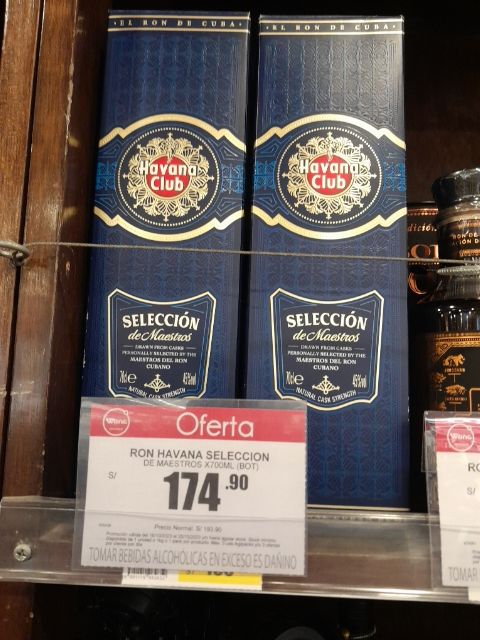 EL RON DE CUBA
EL RON DE CUBA
Havana
Club
Havana
Club
SELECCIÓN
de Maestros
DRAWN FROM CASKS
PERSONALLY SELECTED BY THE
MAESTROS DEL RON
CUBANO
70cl e 45%vol
NATURAL CASK STRENGTH
SELECCIÓN
de Maestros
DRAWN FROM CASKS
PERSONALLY SELECTED BY THE
MAESTROS DEL RON
CUBANO
70cl e 45%vol
NATURAL CASK STRENGTH
Wong
Oferta
RON HAVANA SELECCION
DE MAESTROS X700ML (BOT)
S/ 174.90
Precio Normal: S/ 193.90
TOMAR BEBIDAS ALCOHÓLICAS EN EXCESO ES DAÑINO
Wong
S/
TOMAR